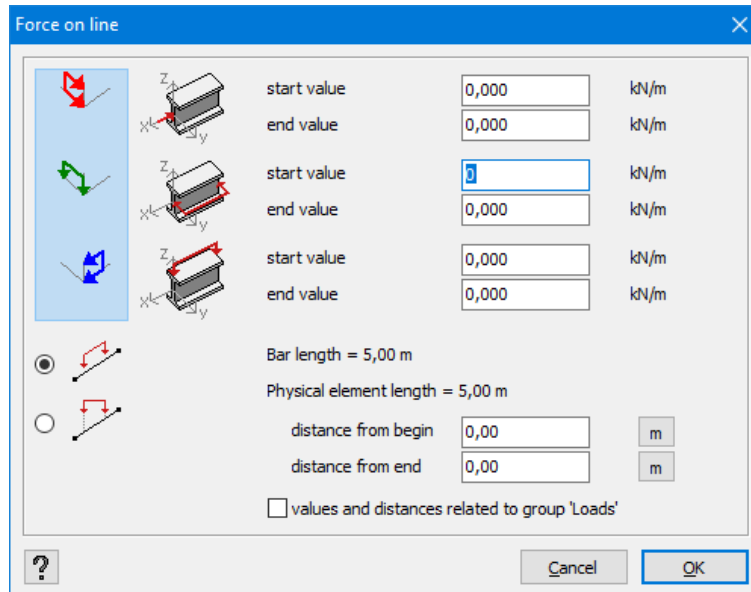 Force on line
Z
x
y
start value 0,000 kN/m
end value 0,000 kN/m
Z
x
y
start value 0 kN/m
end value 0,000 kN/m
Z
x
y
start value 0,000 kN/m
end value 0,000 kN/m
Bar length = 5,00 m
Physical element length = 5,00 m
distance from begin 0,00 m
distance from end 0,00 m
values and distances related to group 'Loads'
? Cancel OK